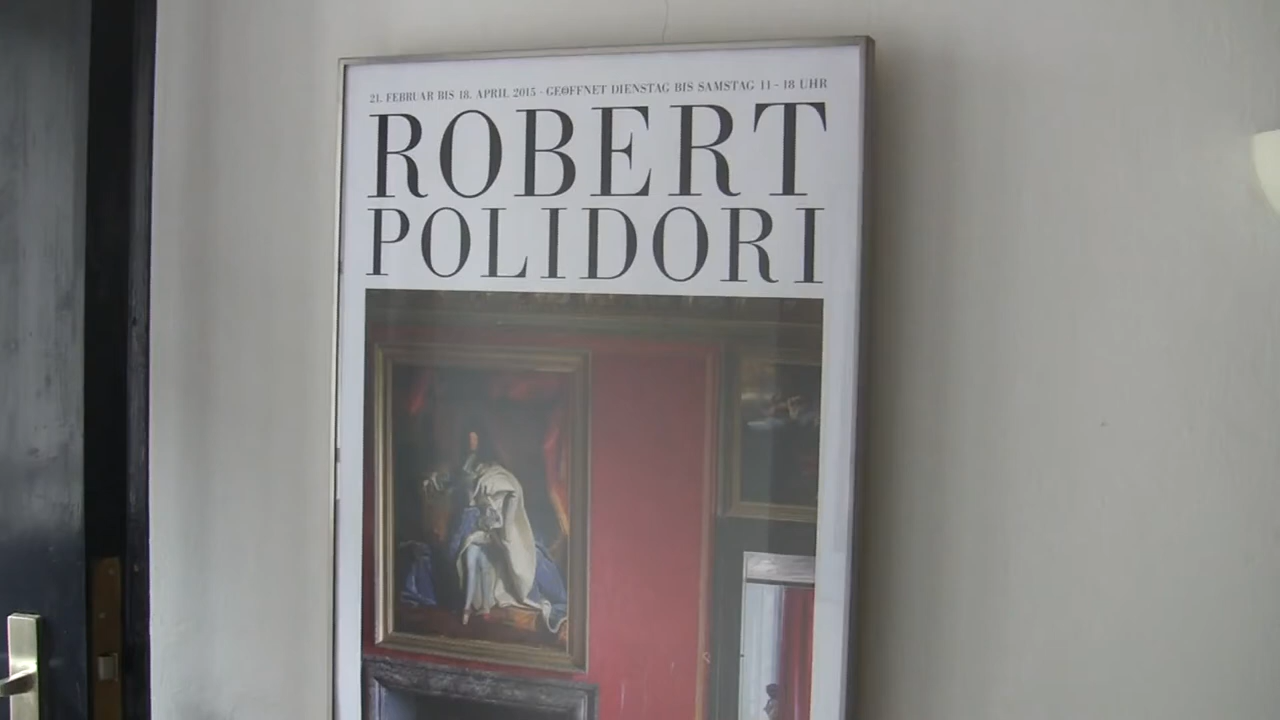 21. FEBRUAR BIS 18. APRIL 2015 - GEÖFFNET DIENSTAG BIS SAMSTAG 11 - 18 UHR
ROBERT
POLIDORI